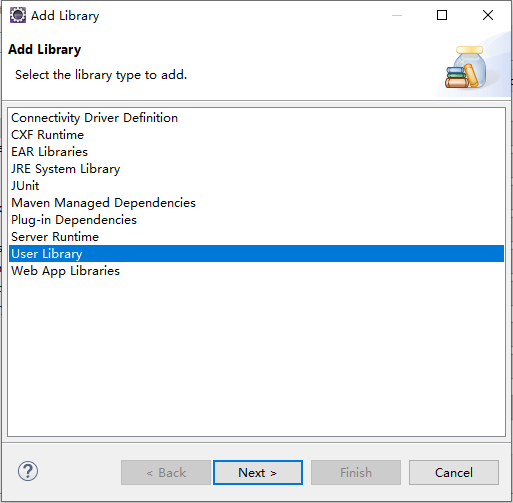 Add Library
Add Library
Select the library type to add.
Connectivity Driver Definition
CXF Runtime
EAR Libraries
JRE System Library
JUnit
Maven Managed Dependencies
Plug-in Dependencies
Server Runtime
User Library
Web App Libraries
?
< Back Next > Finish Cancel